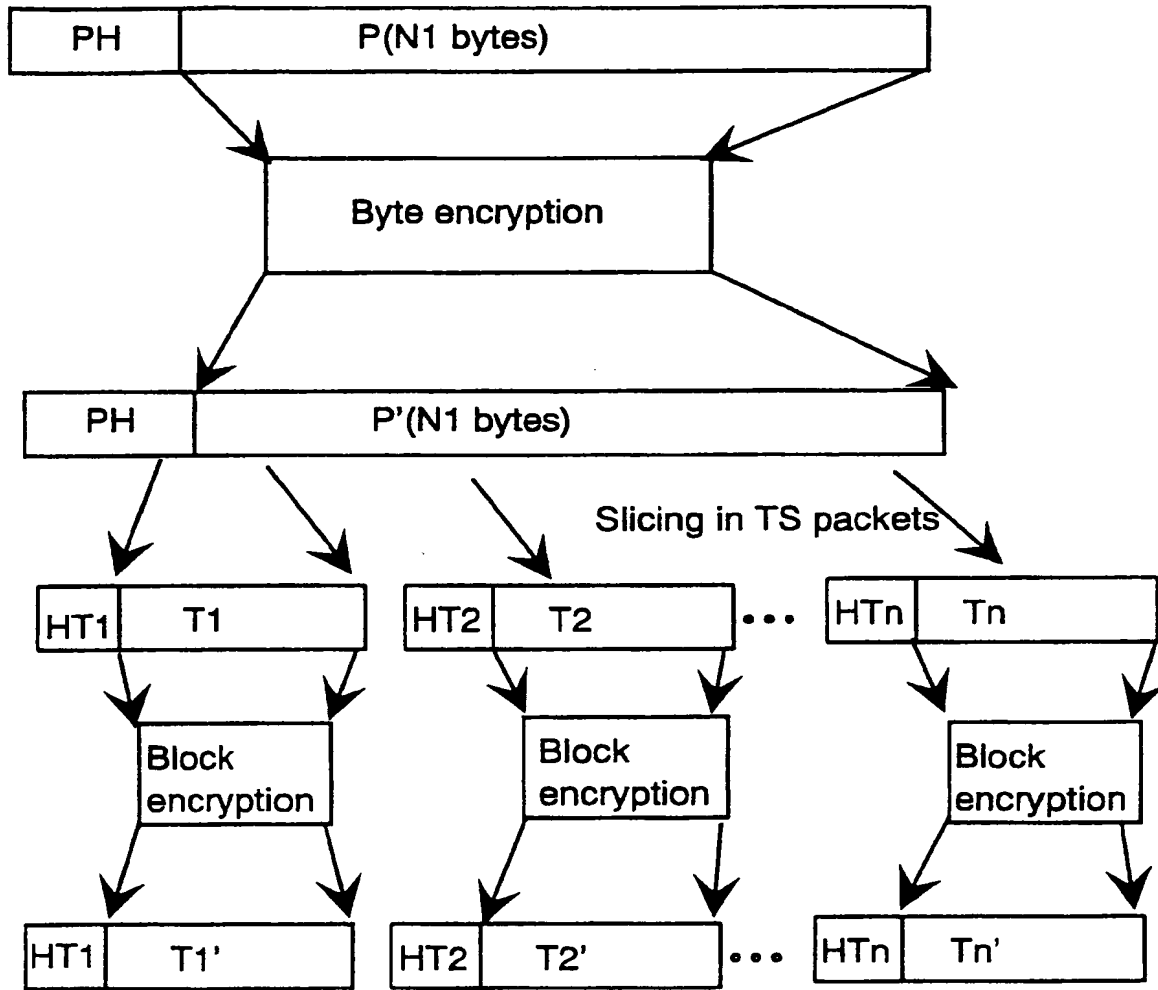 PH P(N1 bytes)
Byte encryption
PH P'(N1 bytes)
Slicing in TS packets
HT1 T1 HT2 T2 ••• HTn Tn
Block
encryption
Block
encryption
Block
encryption
HT1 T1' HT2 T2' ••• HTn Tn'